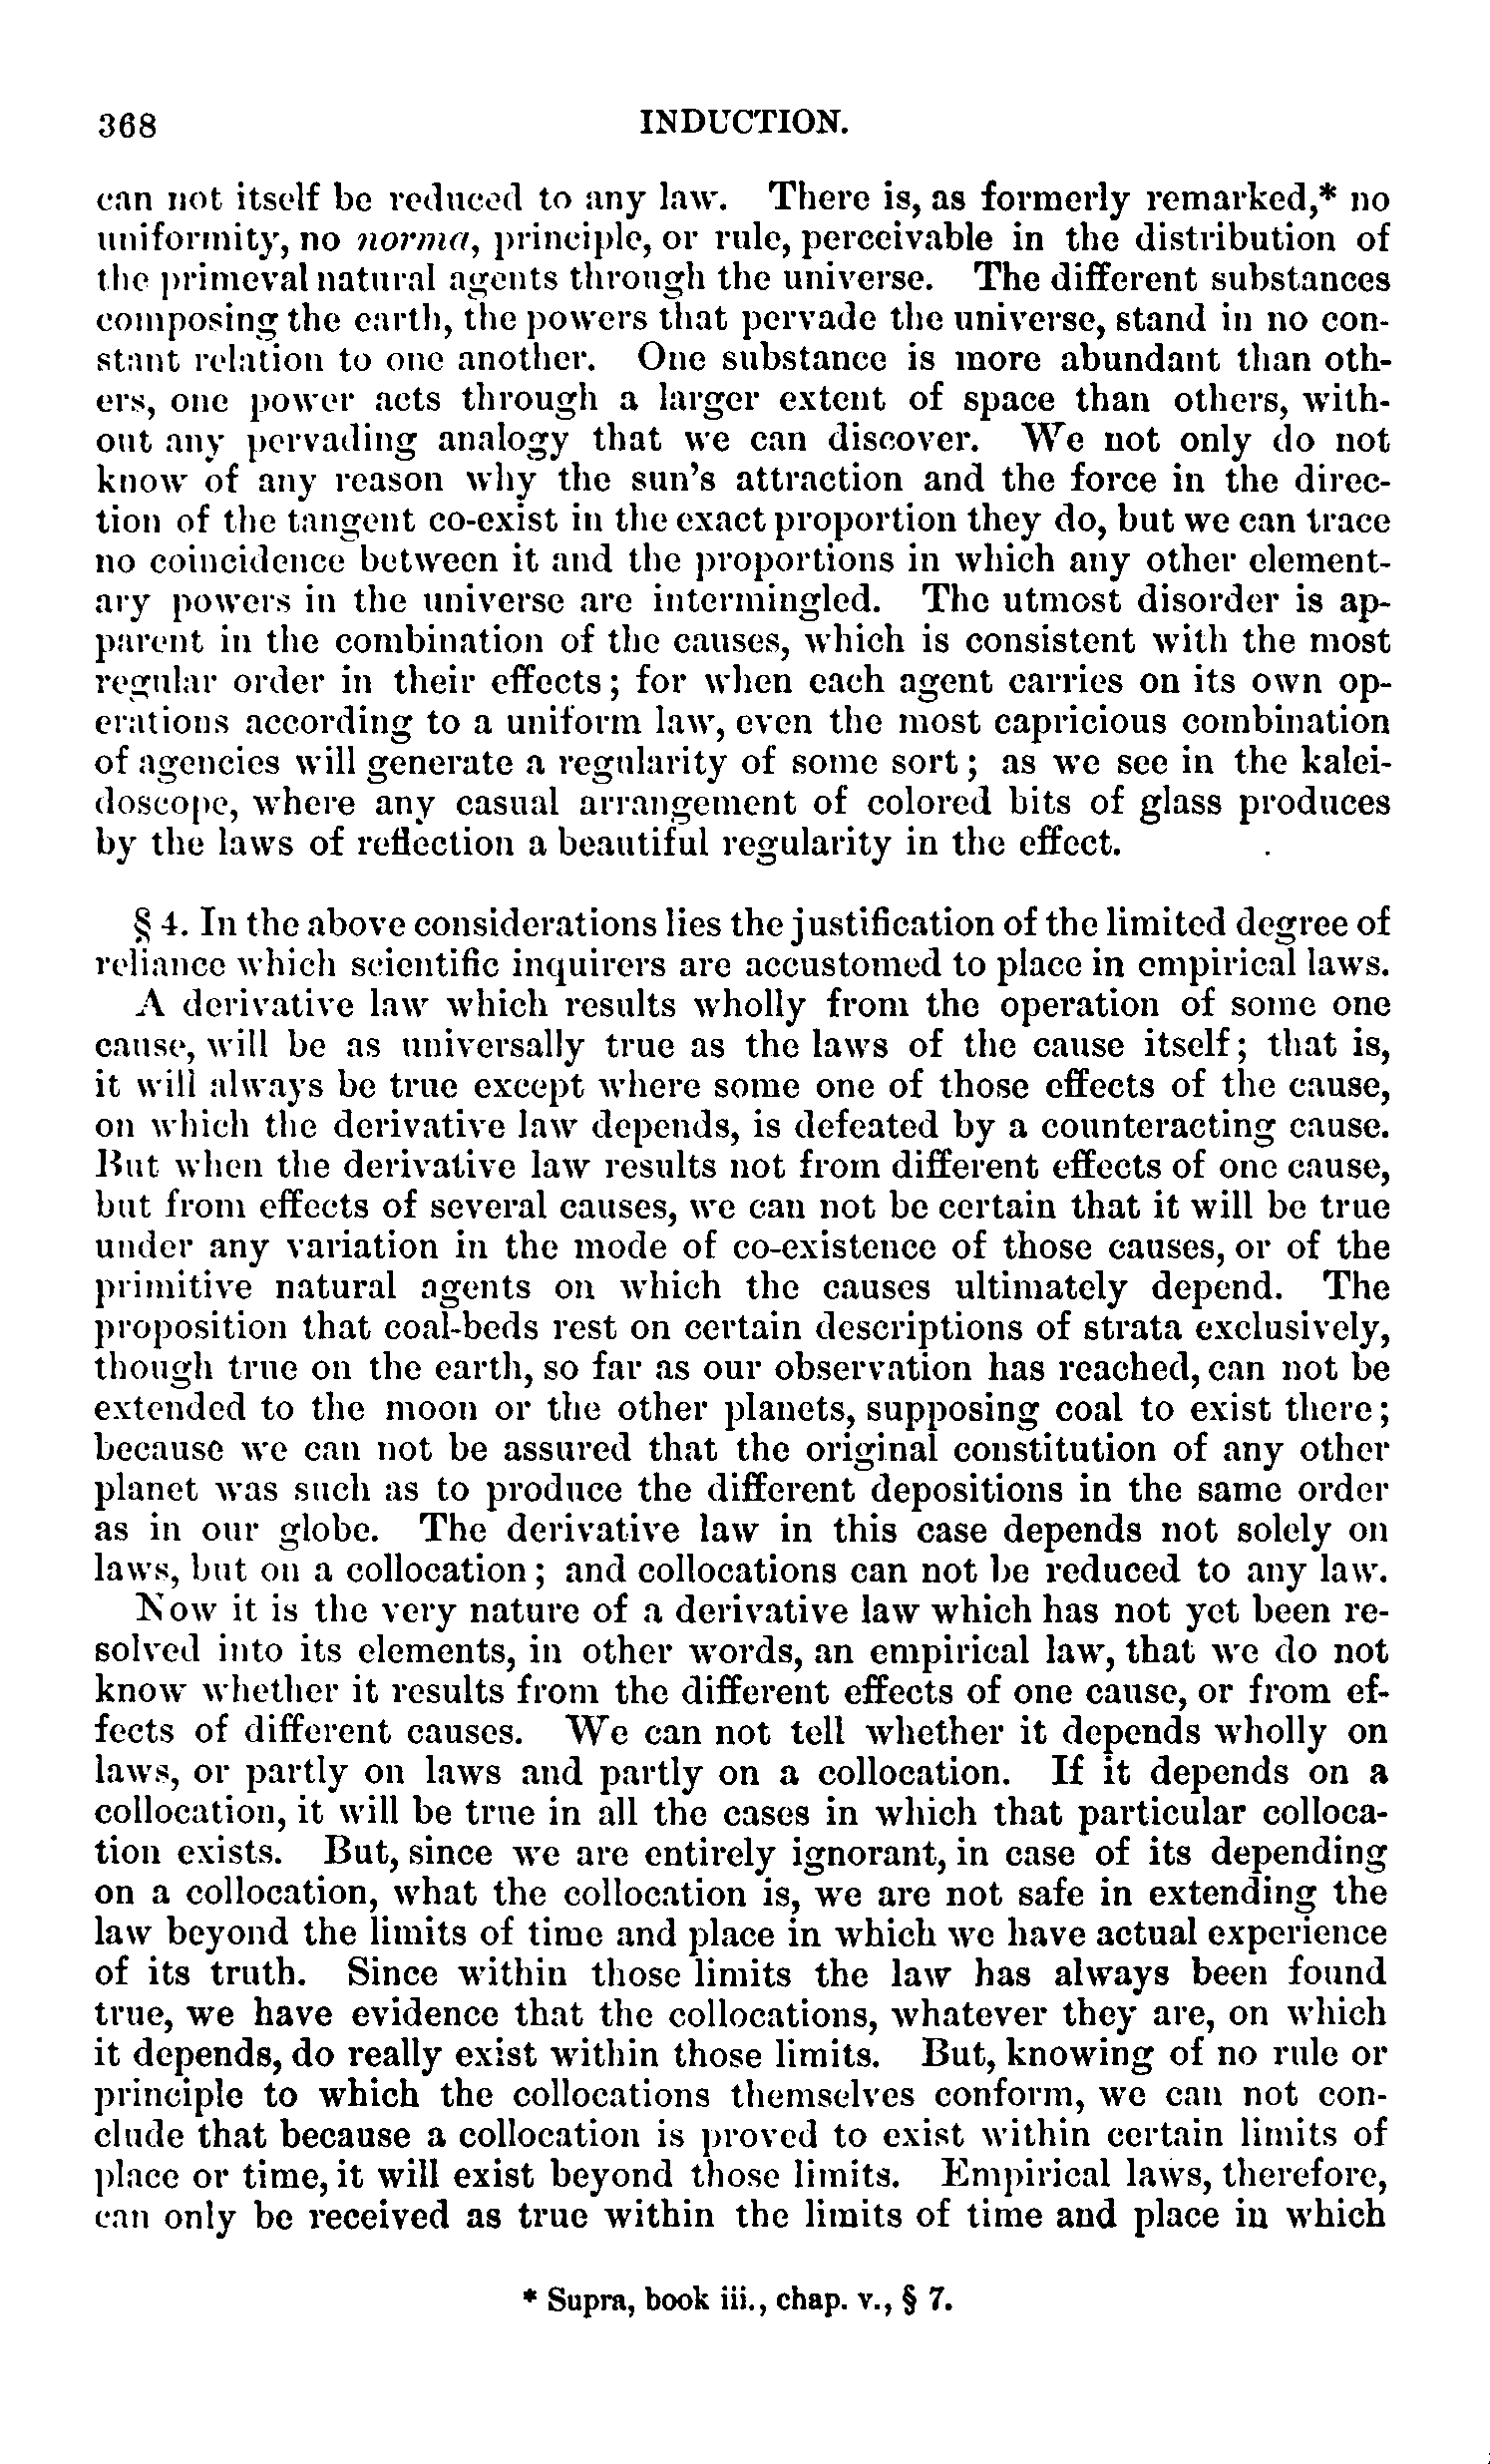 368 INDUCTION.
can not itself be reduced to any law. There is, as formerly remarked,* no
uniformity, no norma, principle, or rule, perceivable in the distribution of
the primeval natural agents through the universe. The different substances
composing the earth, the powers that pervade the universe, stand in no con-
stant relation to one another. One substance is more abundant than oth-
ers, one power acts through a larger extent of space than others, with-
out any pervading analogy that we can discover. We not only do not
know of any reason why the sun's attraction and the force in the direc-
tion of the tangent co-exist in the exact proportion they do, but we can trace
no coincidence between it and the proportions in which any other element-
ary powers in the universe are intermingled. The utmost disorder is ap-
parent in the combination of the causes, which is consistent with the most
regular order in their effects; for when each agent carries on its own op-
erations according to a uniform law, even the most capricious combination
of agencies will generate a regularity of some sort; as we see in the kalei-
doscope, where any casual arrangement of colored bits of glass produces
by the laws of reflection a beautiful regularity in the effect.
§ 4. In the above considerations lies the justification of the limited degree of
reliance which scientific inquirers are accustomed to place in empirical laws.
A derivative law which results wholly from the operation of some one
cause, will be as universally true as the laws of the cause itself; that is,
it will always be true except where some one of those effects of the cause,
on which the derivative law depends, is defeated by a counteracting cause.
But when the derivative law results not from different effects of one cause,
but from effects of several causes, we can not be certain that it will be true
under any variation in the mode of co-existence of those causes, or of the
primitive natural agents on which the causes ultimately depend. The
proposition that coal-beds rest on certain descriptions of strata exclusively,
though true on the earth, so far as our observation has reached, can not be
extended to the moon or the other planets, supposing coal to exist there;
because we can not be assured that the original constitution of any other
planet was such as to produce the different depositions in the same order
as in our globe. The derivative law in this case depends not solely on
laws, but on a collocation; and collocations can not be reduced to any law.
Now it is the very nature of a derivative law which has not yet been re-
solved into its elements, in other words, an empirical law, that we do not
know whether it results from the different effects of one cause, or from ef-
fects of different causes. We can not tell whether it depends wholly on
laws, or partly on laws and partly on a collocation. If it depends on a
collocation, it will be true in all the cases in which that particular colloca-
tion exists. But, since we are entirely ignorant, in case of its depending
on a collocation, what the collocation is, we are not safe in extending the
law beyond the limits of time and place in which we have actual experience
of its truth. Since within those limits the law has always been found
true, we have evidence that the collocations, whatever they are, on which
it depends, do really exist within those limits. But, knowing of no rule or
principle to which the collocations themselves conform, we can not con-
clude that because a collocation is proved to exist within certain limits of
place or time, it will exist beyond those limits. Empirical laws, therefore,
can only be received as true within the limits of time and place in which
* Supra, book iii., chap. v., § 7.